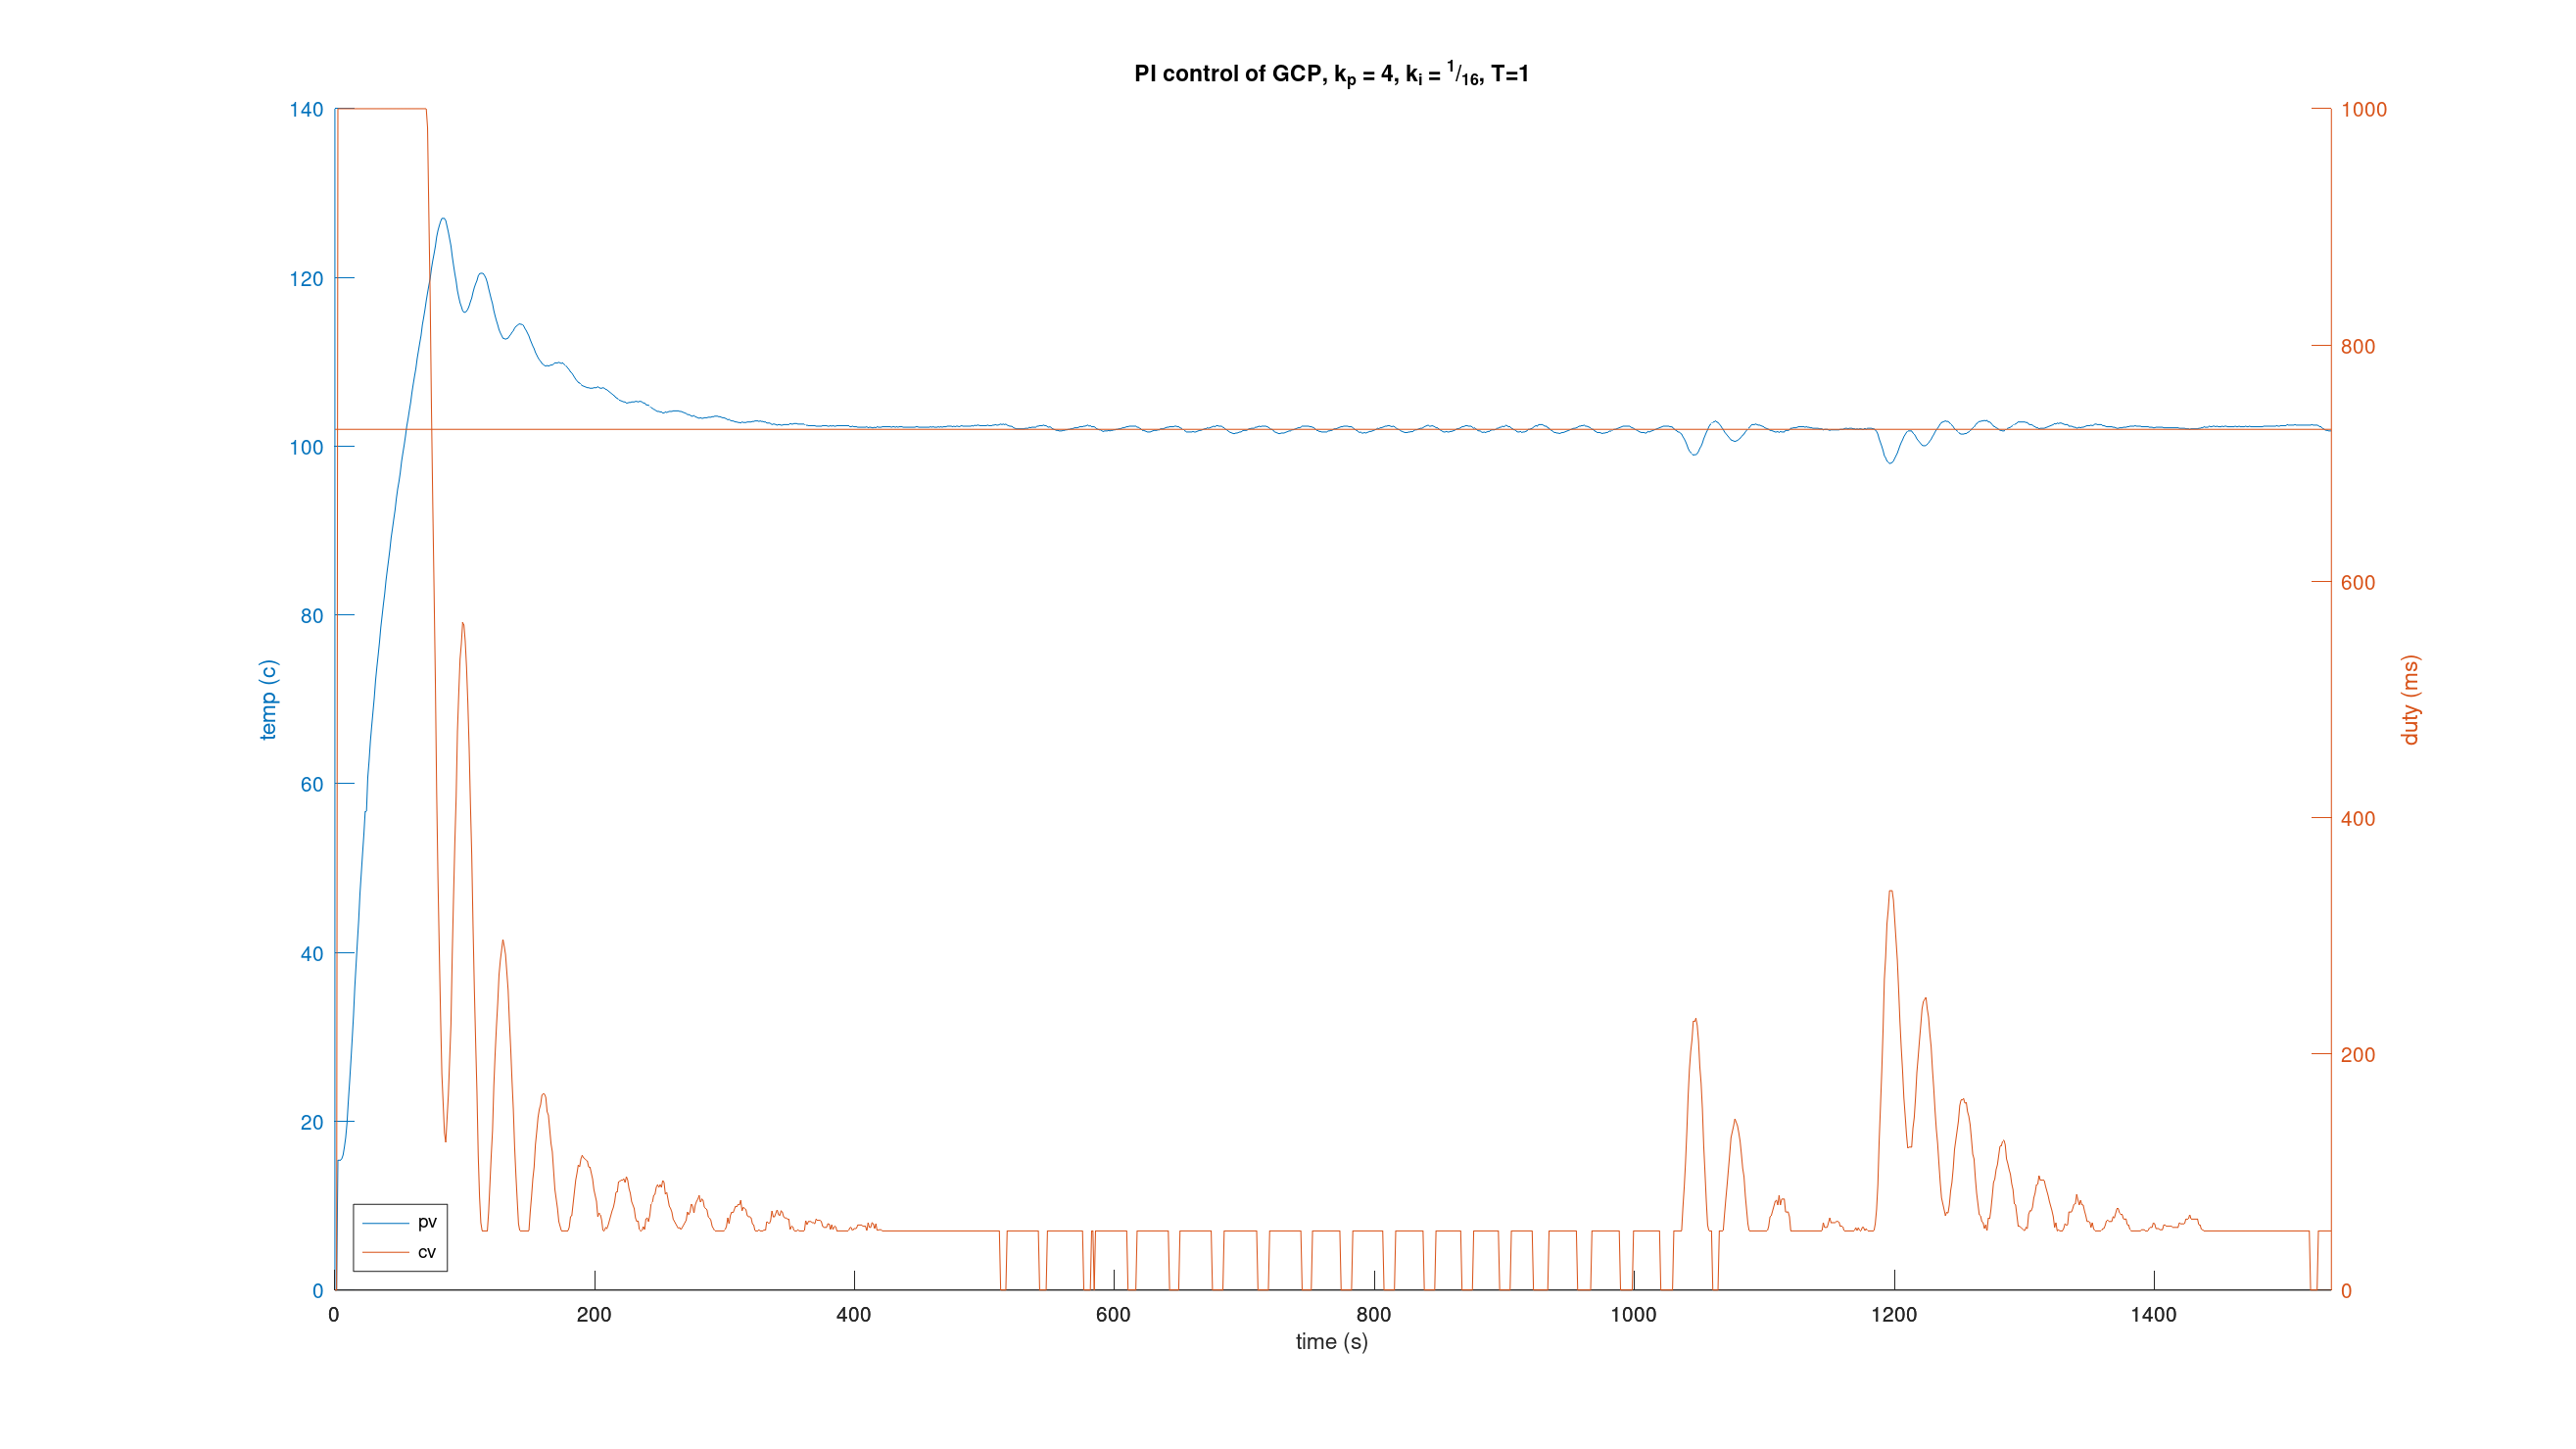 PI control of GCP, kp = 4, ki = 1/16, T=1
140
120
100
80
60
40
20
0
temp (c)
1000
800
600
400
200
0
duty (ms)
pv
cv
0 200 400 600 800 1000 1200 1400
time (s)